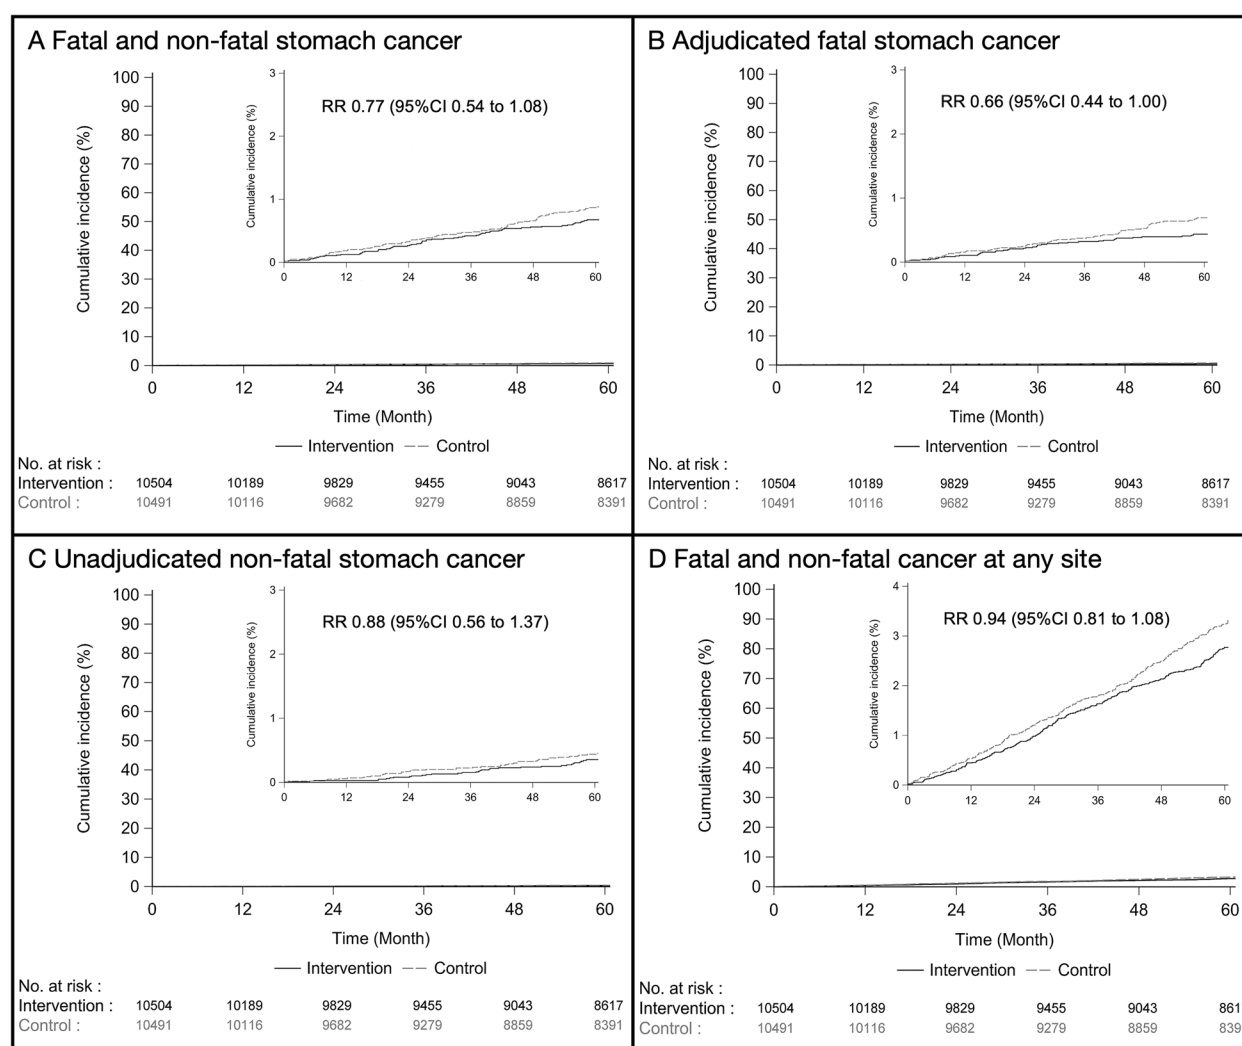 A Fatal and non-fatal stomach cancer
Cumulative incidence (%)
100
90
80
70
60
50
40
30
20
10
0
0 12 24 36 48 60
Time (Month)
RR 0.77 (95%CI 0.54 to 1.08)
Cumulative incidence (%)
3
2
1
0
0 12 24 36 48 60
Intervention Control
No. at risk :
Intervention : 10504 10189 9829 9455 9043 8617
Control : 10491 10116 9682 9279 8859 8391
B Adjudicated fatal stomach cancer
Cumulative incidence (%)
100
90
80
70
60
50
40
30
20
10
0
0 12 24 36 48 60
Time (Month)
RR 0.66 (95%CI 0.44 to 1.00)
Cumulative incidence (%)
3
2
1
0
0 12 24 36 48 60
Intervention Control
No. at risk :
Intervention : 10504 10189 9829 9455 9043 8617
Control : 10491 10116 9682 9279 8859 8391
C Unadjudicated non-fatal stomach cancer
Cumulative incidence (%)
100
90
80
70
60
50
40
30
20
10
0
0 12 24 36 48 60
Time (Month)
RR 0.88 (95%CI 0.56 to 1.37)
Cumulative incidence (%)
3
2
1
0
0 12 24 36 48 60
Intervention Control
No. at risk :
Intervention : 10504 10189 9829 9455 9043 8617
Control : 10491 10116 9682 9279 8859 8391
D Fatal and non-fatal cancer at any site
Cumulative incidence (%)
100
90
80
70
60
50
40
30
20
10
0
0 12 24 36 48 60
Time (Month)
RR 0.94 (95%CI 0.81 to 1.08)
Cumulative incidence (%)
4
3
2
1
0
0 12 24 36 48 60
Intervention Control
No. at risk :
Intervention : 10504 10189 9829 9455 9043 861
Control : 10491 10116 9682 9279 8859 839